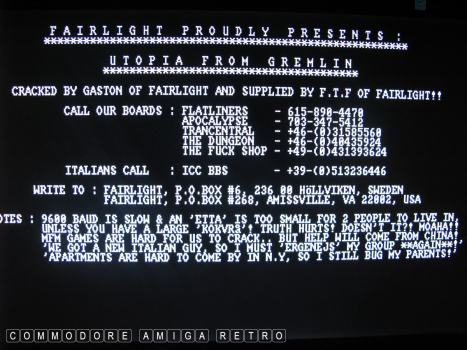 FAIRLIGHT PROUDLY PRESENTS :
UTOPIA FROM GREMLIN
CRACKED BY GASTON OF FAIRLIGHT AND SUPPLIED BY F.T.F OF FAIRLIGHT!!
CALL OUR BOARDS : FLATLINERS - 615-890-4470
APOCALYPSE - 703-347-5412
TRANCENTRAL - +46-(0)31585560
THE DUNGEON - +46-(0)40435924
THE FUCK SHOP - +49-(0)431393624
ITALIANS CALL : ICC BBS - +39-(0)513236446
WRITE TO : FAIRLIGHT, P.O.BOX #6, 236 00 HöLLVIKEN, SWEDEN
FAIRLIGHT, P.O.BOX #268, AMISSVILLE, VA 22002, USA
OTES : 9600 BAUD IS SLOW & AN 'ETTA' IS TOO SMALL FOR 2 PEOPLE TO LIVE IN,
UNLESS YOU HAVE A LARGE 'KOKVRå'! TRUTH HURTS! DOESN'T IT?! MOAHA!!
MFM GAMES ARE HARD FOR US TO CRACK.. BUT HELP WILL COME FROM CHINA!
'WE GOT A NEW ITALIAN GUY, SO I MUST 'ERGENEJS' MY GROUP **AGAIN**!'
'APARTMENTS ARE HARD TO COME BY IN N.Y, SO I STILL BUG MY PARENTS!'
COMMODORE AMIGA RETRO